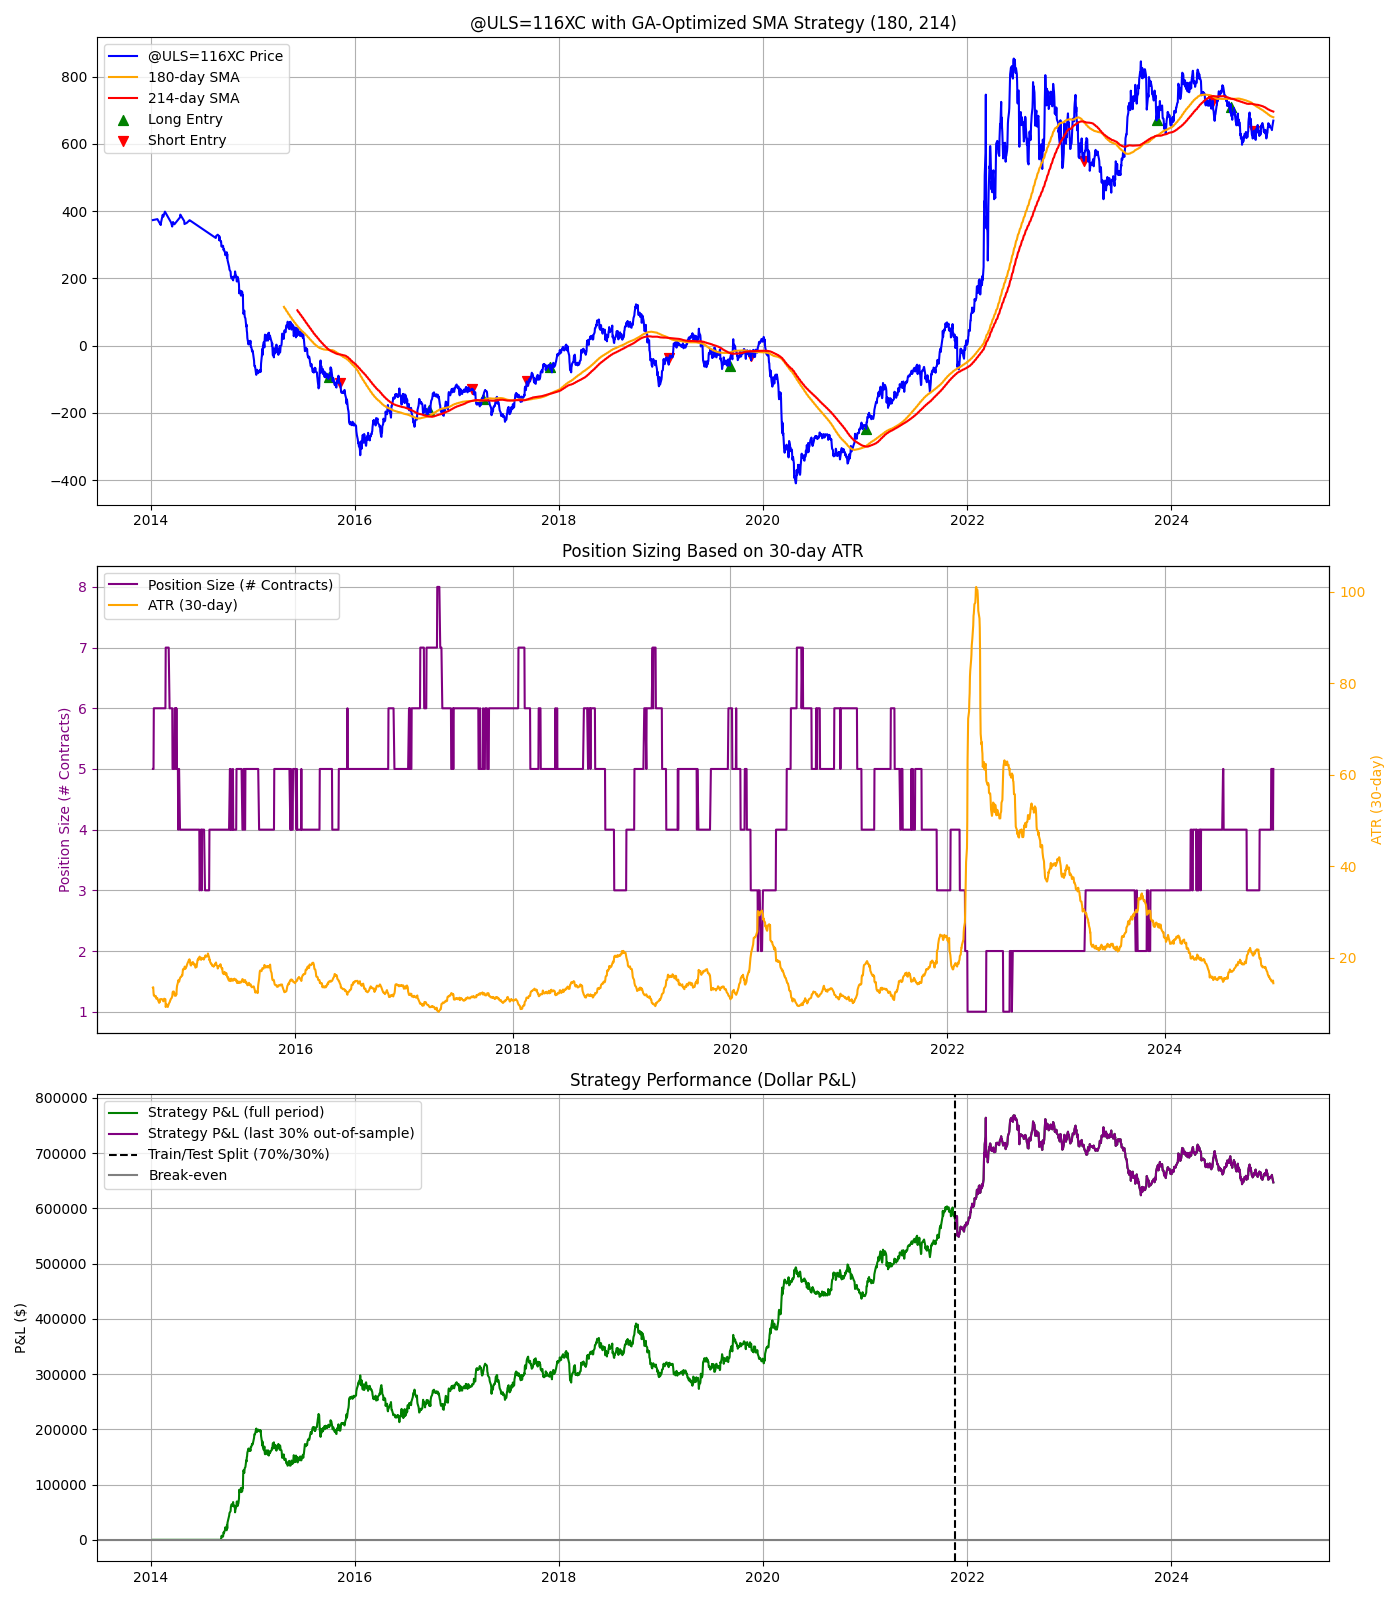 @ULS=116XC with GA-Optimized SMA Strategy (180, 214)
@ULS=116XC Price
180-day SMA
214-day SMA
Long Entry
Short Entry
800
600
400
200
0
−200
−400
2014 2016 2018 2020 2022 2024
Position Sizing Based on 30-day ATR
Position Size (# Contracts)
ATR (30-day)
Position Size (# Contracts)
8
7
6
5
4
3
2
1
100
80
60
40
20
ATR (30-day)
2016 2018 2020 2022 2024
Strategy Performance (Dollar P&L)
Strategy P&L (full period)
Strategy P&L (last 30% out-of-sample)
Train/Test Split (70%/30%)
Break-even
P&L ($)
800000
700000
600000
500000
400000
300000
200000
100000
0
2014 2016 2018 2020 2022 2024